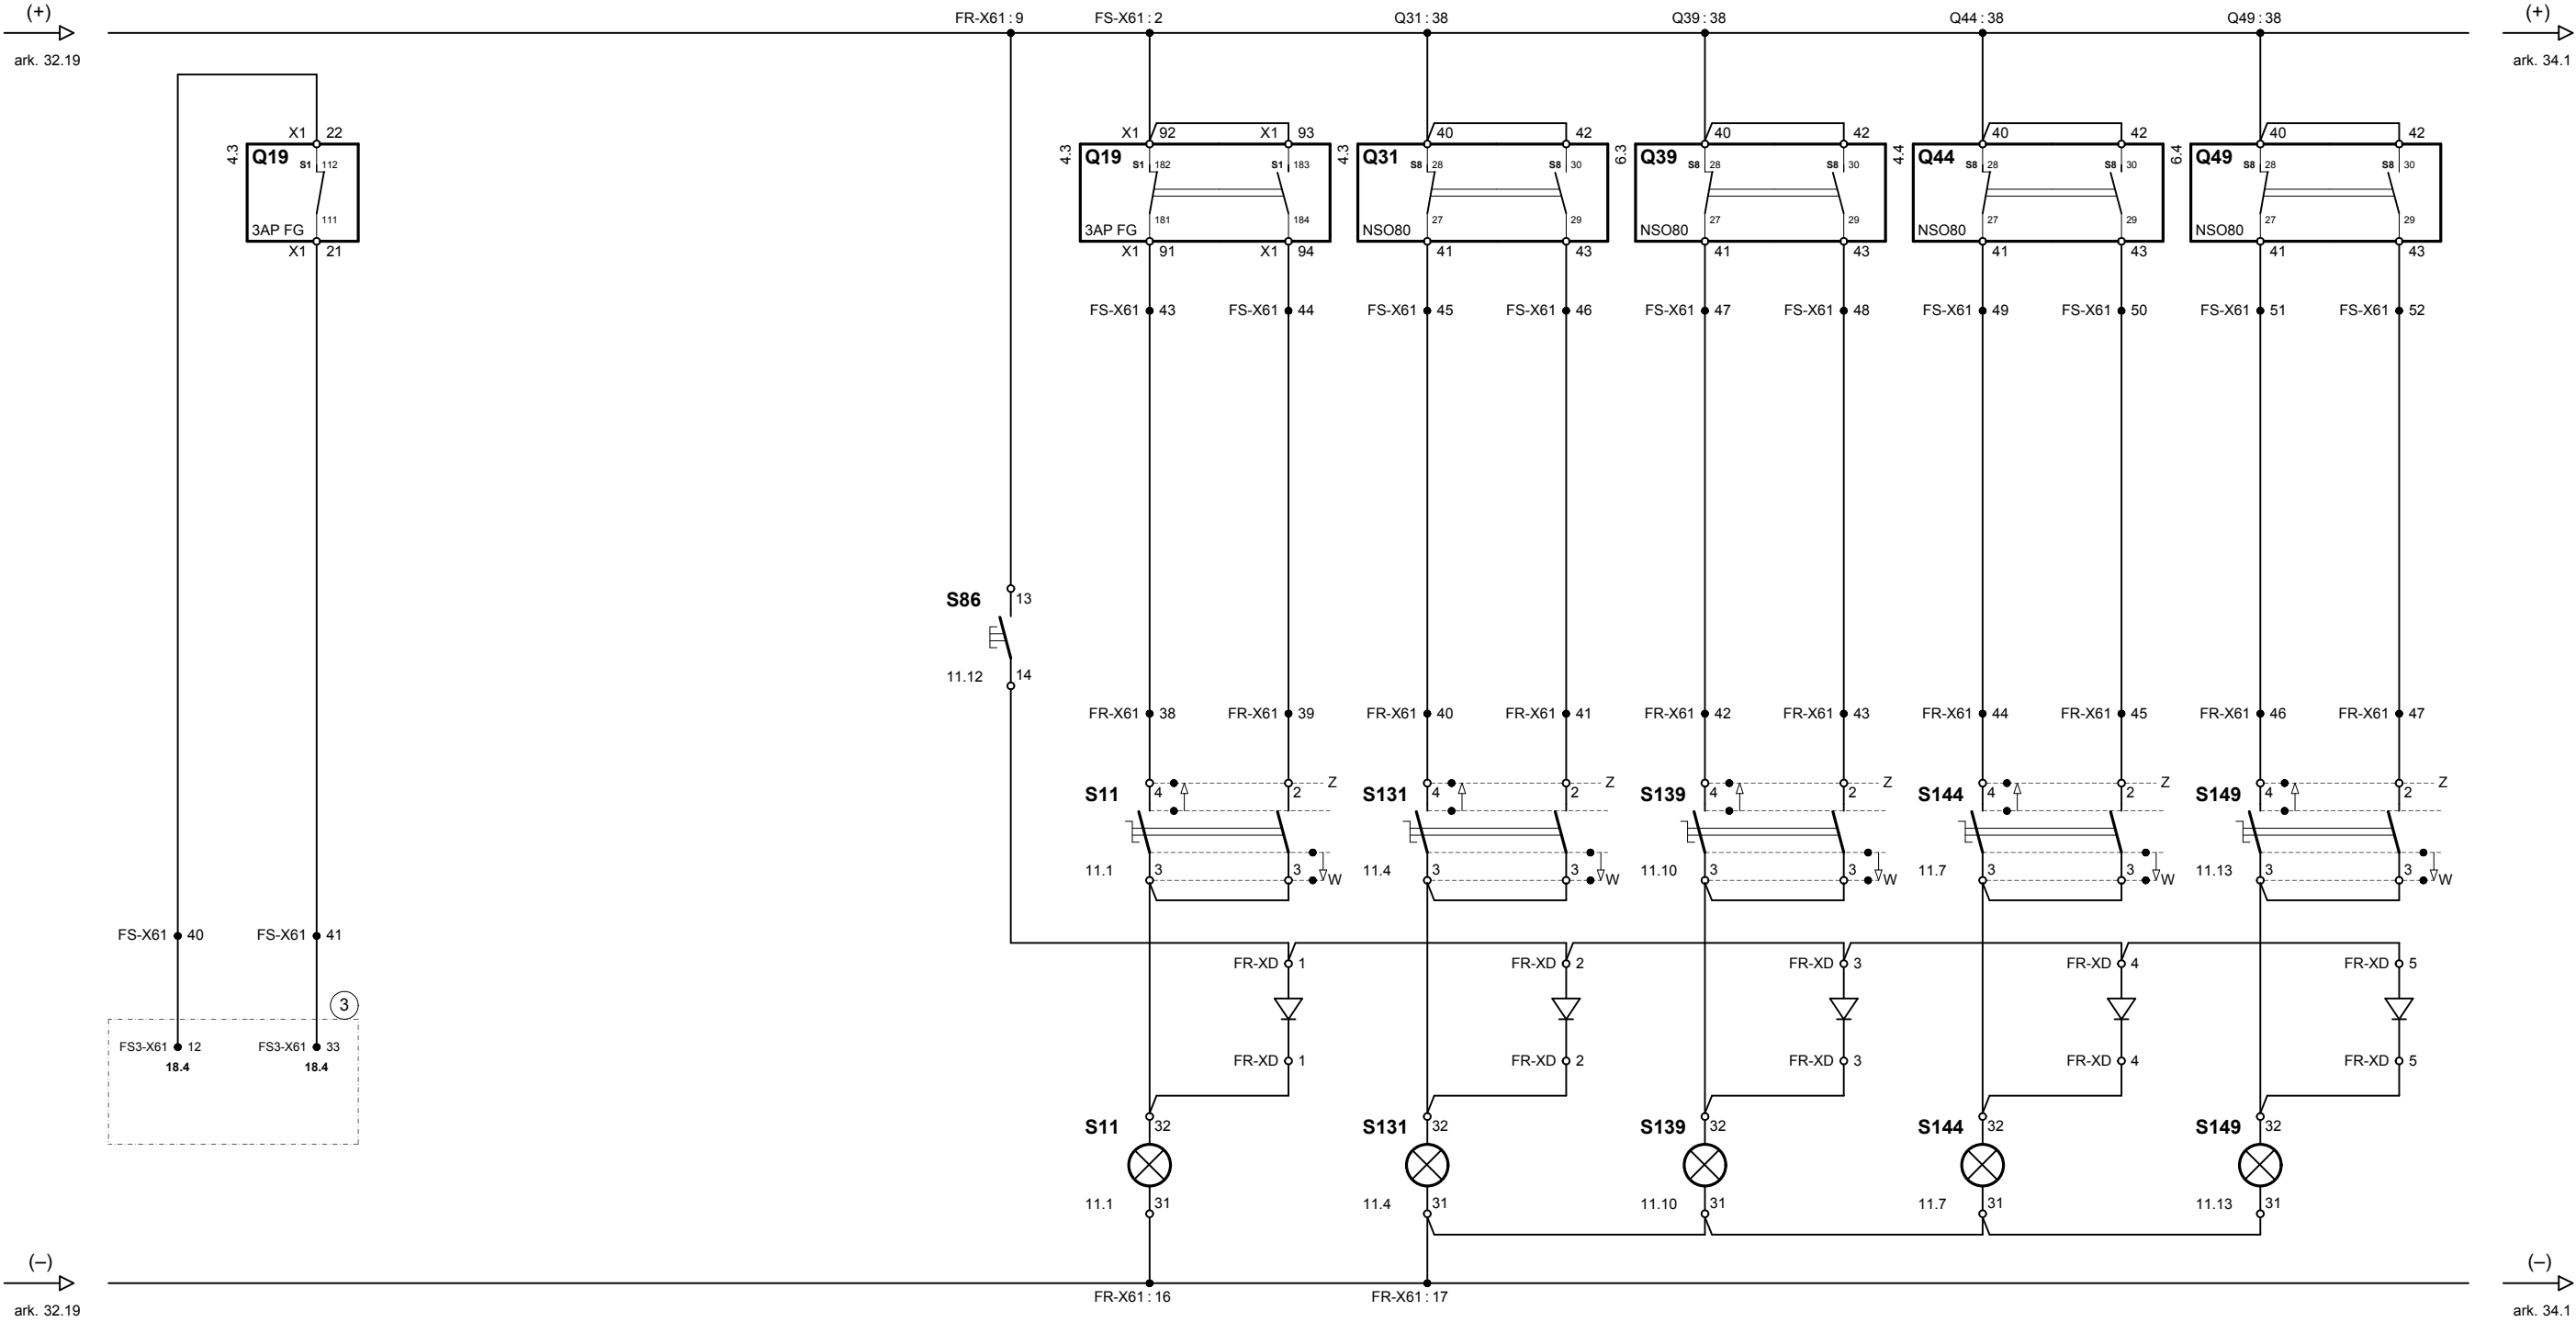 (+) FR-X61 : 9 FS-X61 : 2 Q31 : 38 Q39 : 38 Q44 : 38 Q49 : 38 (+)
ark. 32.19 ark. 34.1
X1 22 X1 92 X1 93 40 42 40 42 40 42 40 42
4.3 Q19 S1 112 4.3 Q19 S1 182 S1 183 4.3 Q31 S8 28 S8 30 6.3 Q39 S8 28 S8 30 4.4 Q44 S8 28 S8 30 6.4 Q49 S8 28 S8 30
111 181 184 27 29 27 29 27 29 27 29
3AP FG 3AP FG NSO80 NSO80 NSO80 NSO80
X1 21 X1 91 X1 94 41 43 41 43 41 43 41 43
FS-X61 43 FS-X61 44 FS-X61 45 FS-X61 46 FS-X61 47 FS-X61 48 FS-X61 49 FS-X61 50 FS-X61 51 FS-X61 52
S86 13
11.12 14
FR-X61 38 FR-X61 39 FR-X61 40 FR-X61 41 FR-X61 42 FR-X61 43 FR-X61 44 FR-X61 45 FR-X61 46 FR-X61 47
Z Z Z Z Z
S11 4 2 S131 4 2 S139 4 2 S144 4 2 S149 4 2
11.1 3 3 11.4 3 3 11.10 3 3 11.7 3 3 11.13 3 3
W W W W W
FS-X61 40 FS-X61 41
FR-XD 1 FR-XD 2 FR-XD 3 FR-XD 4 FR-XD 5
3
FS3-X61 12 FS3-X61 33
18.4 18.4
FR-XD 1 FR-XD 2 FR-XD 3 FR-XD 4 FR-XD 5
S11 32 S131 32 S139 32 S144 32 S149 32
11.1 31 11.4 31 11.10 31 11.7 31 11.13 31
(–) (–)
FR-X61 : 16 FR-X61 : 17
ark. 32.19 ark. 34.1